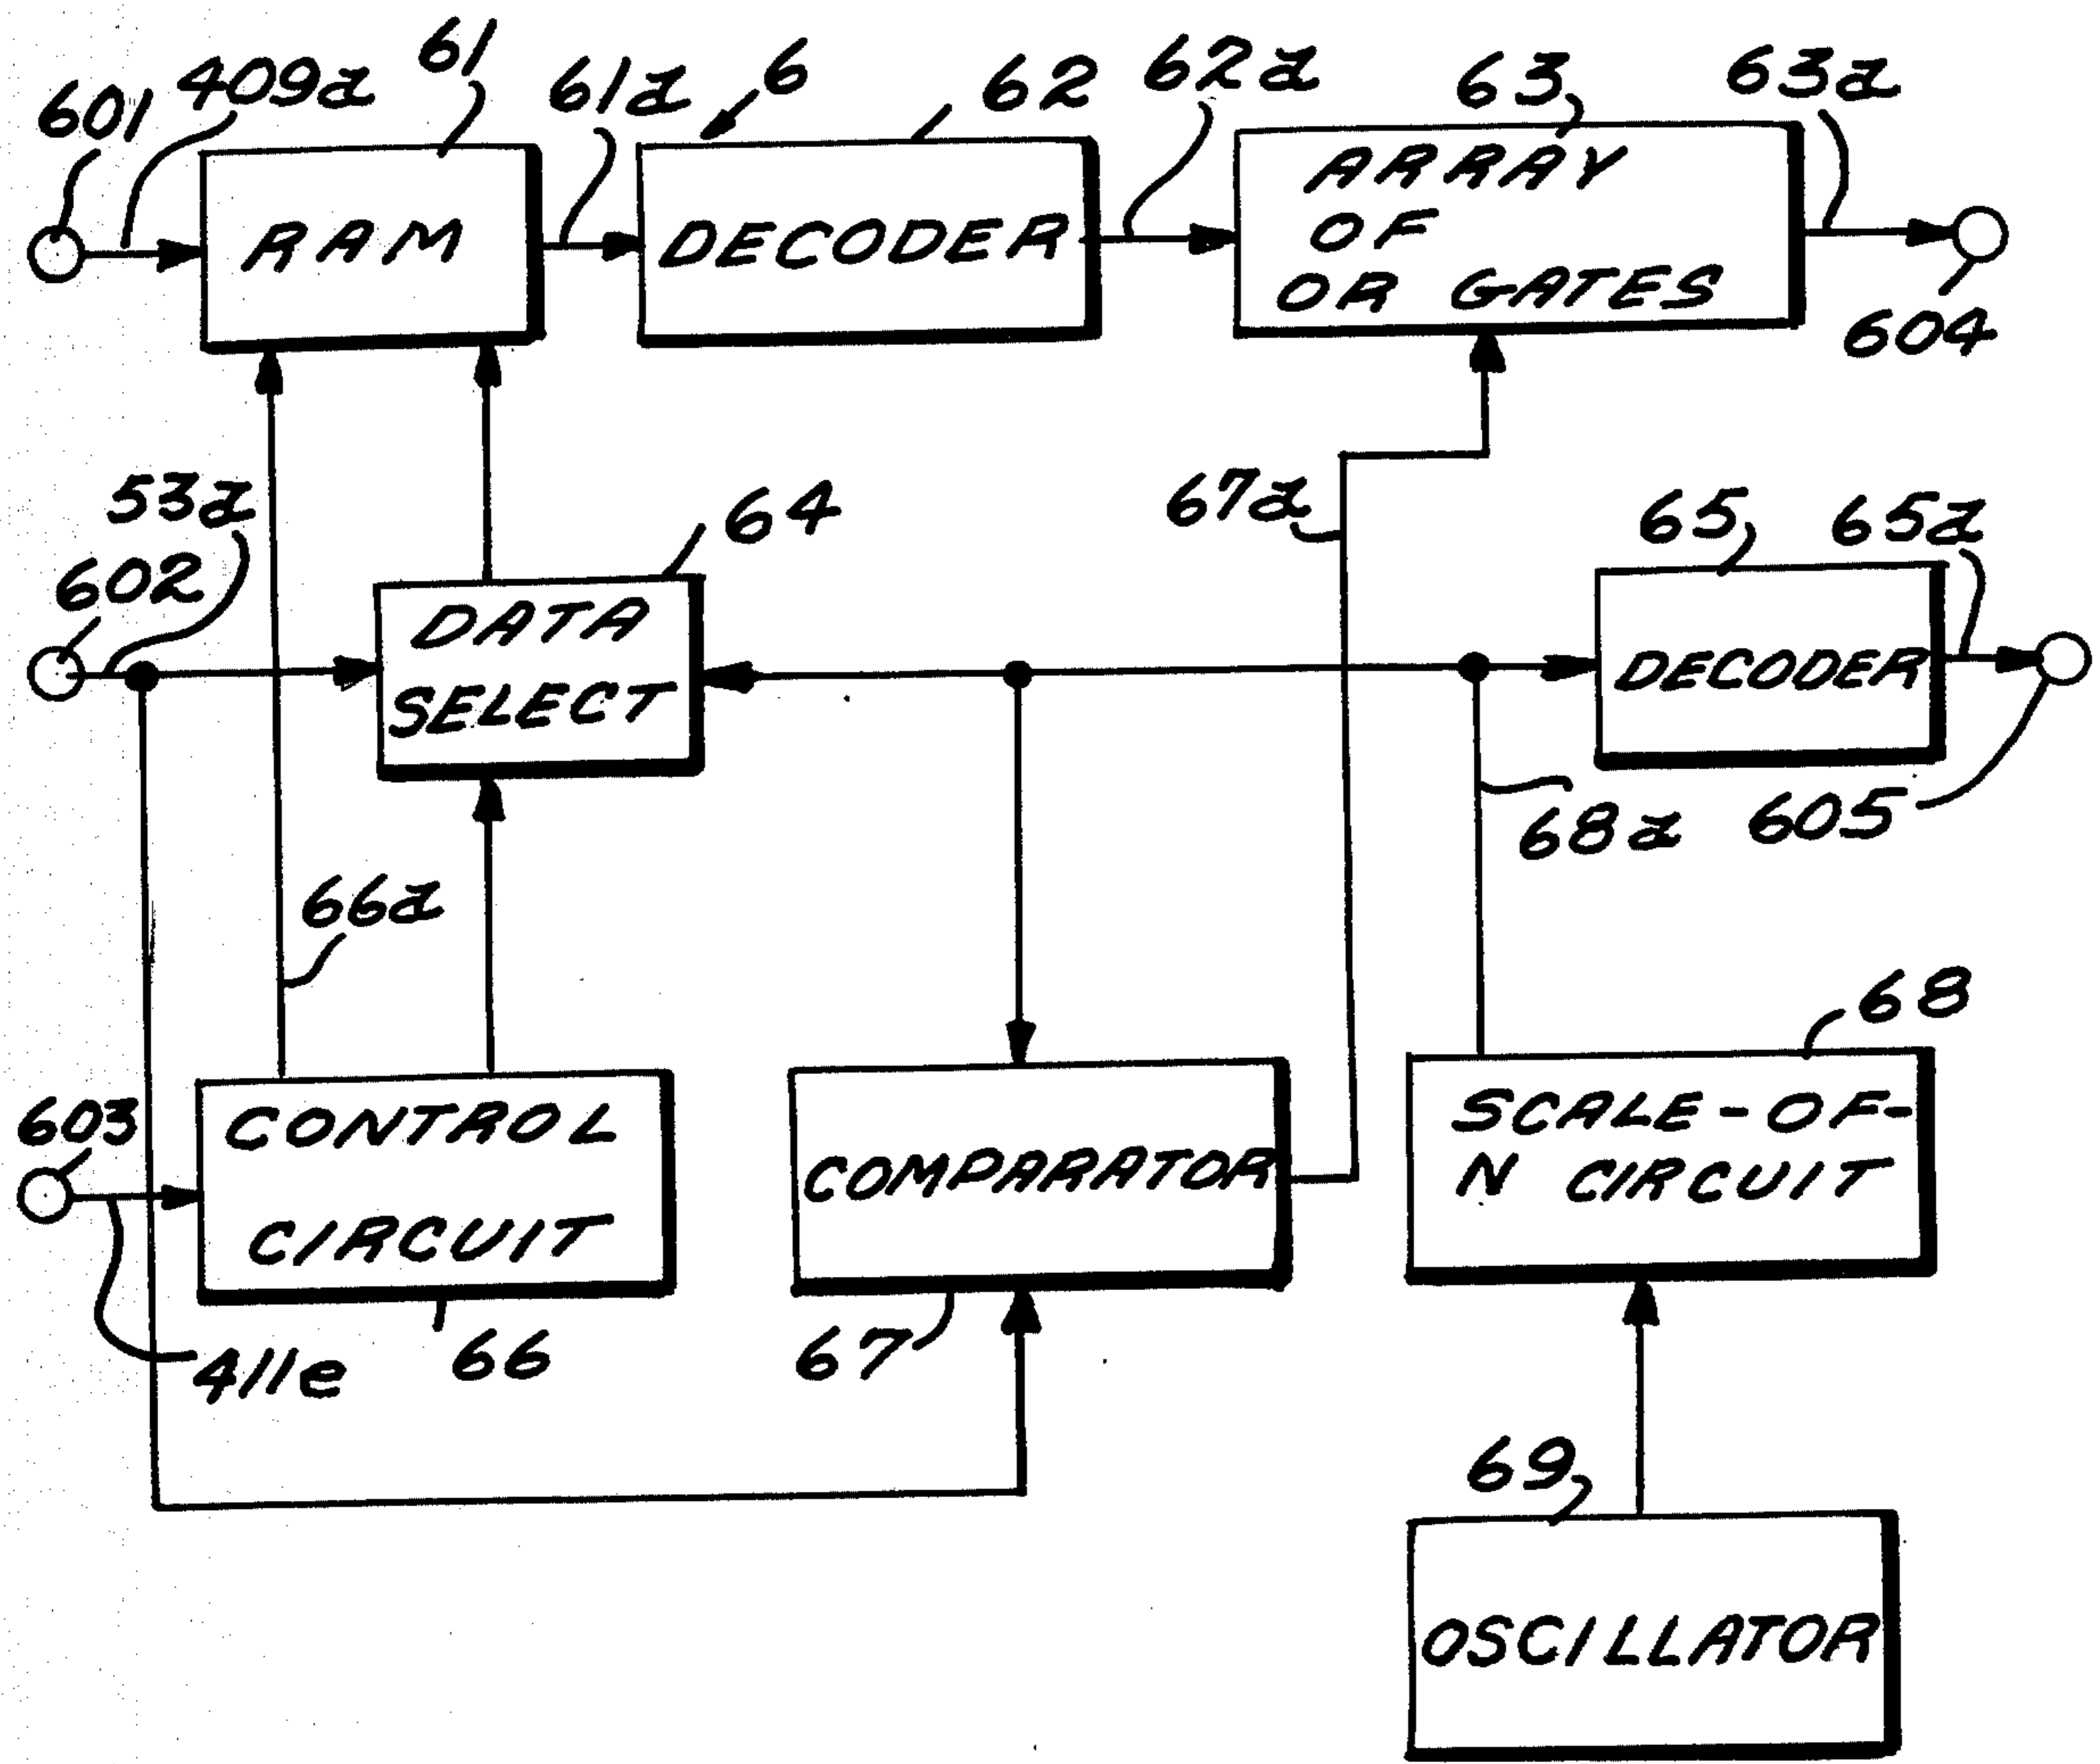 601
409a
61
61a
6
62
62a
63
63a
RAM
DECODER
ARRAY
OF
OR GATES
604
53a
602
64
67a
65
65a
DATA
SELECT
DECODER
68a
605
66a
68
603
CONTROL
CIRCUIT
COMPARATOR
SCALE-OF-
N CIRCUIT
411e
66
67
69
OSCILLATOR